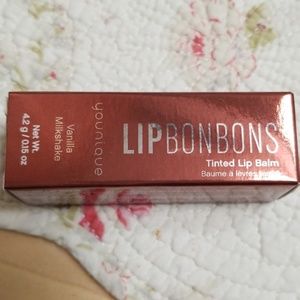 younique
LIPBONBONS
Tinted Lip Balm
Baume à lèvres
Vanilla
Milkshake
Net Wt.
4.2 g / 0.15 oz